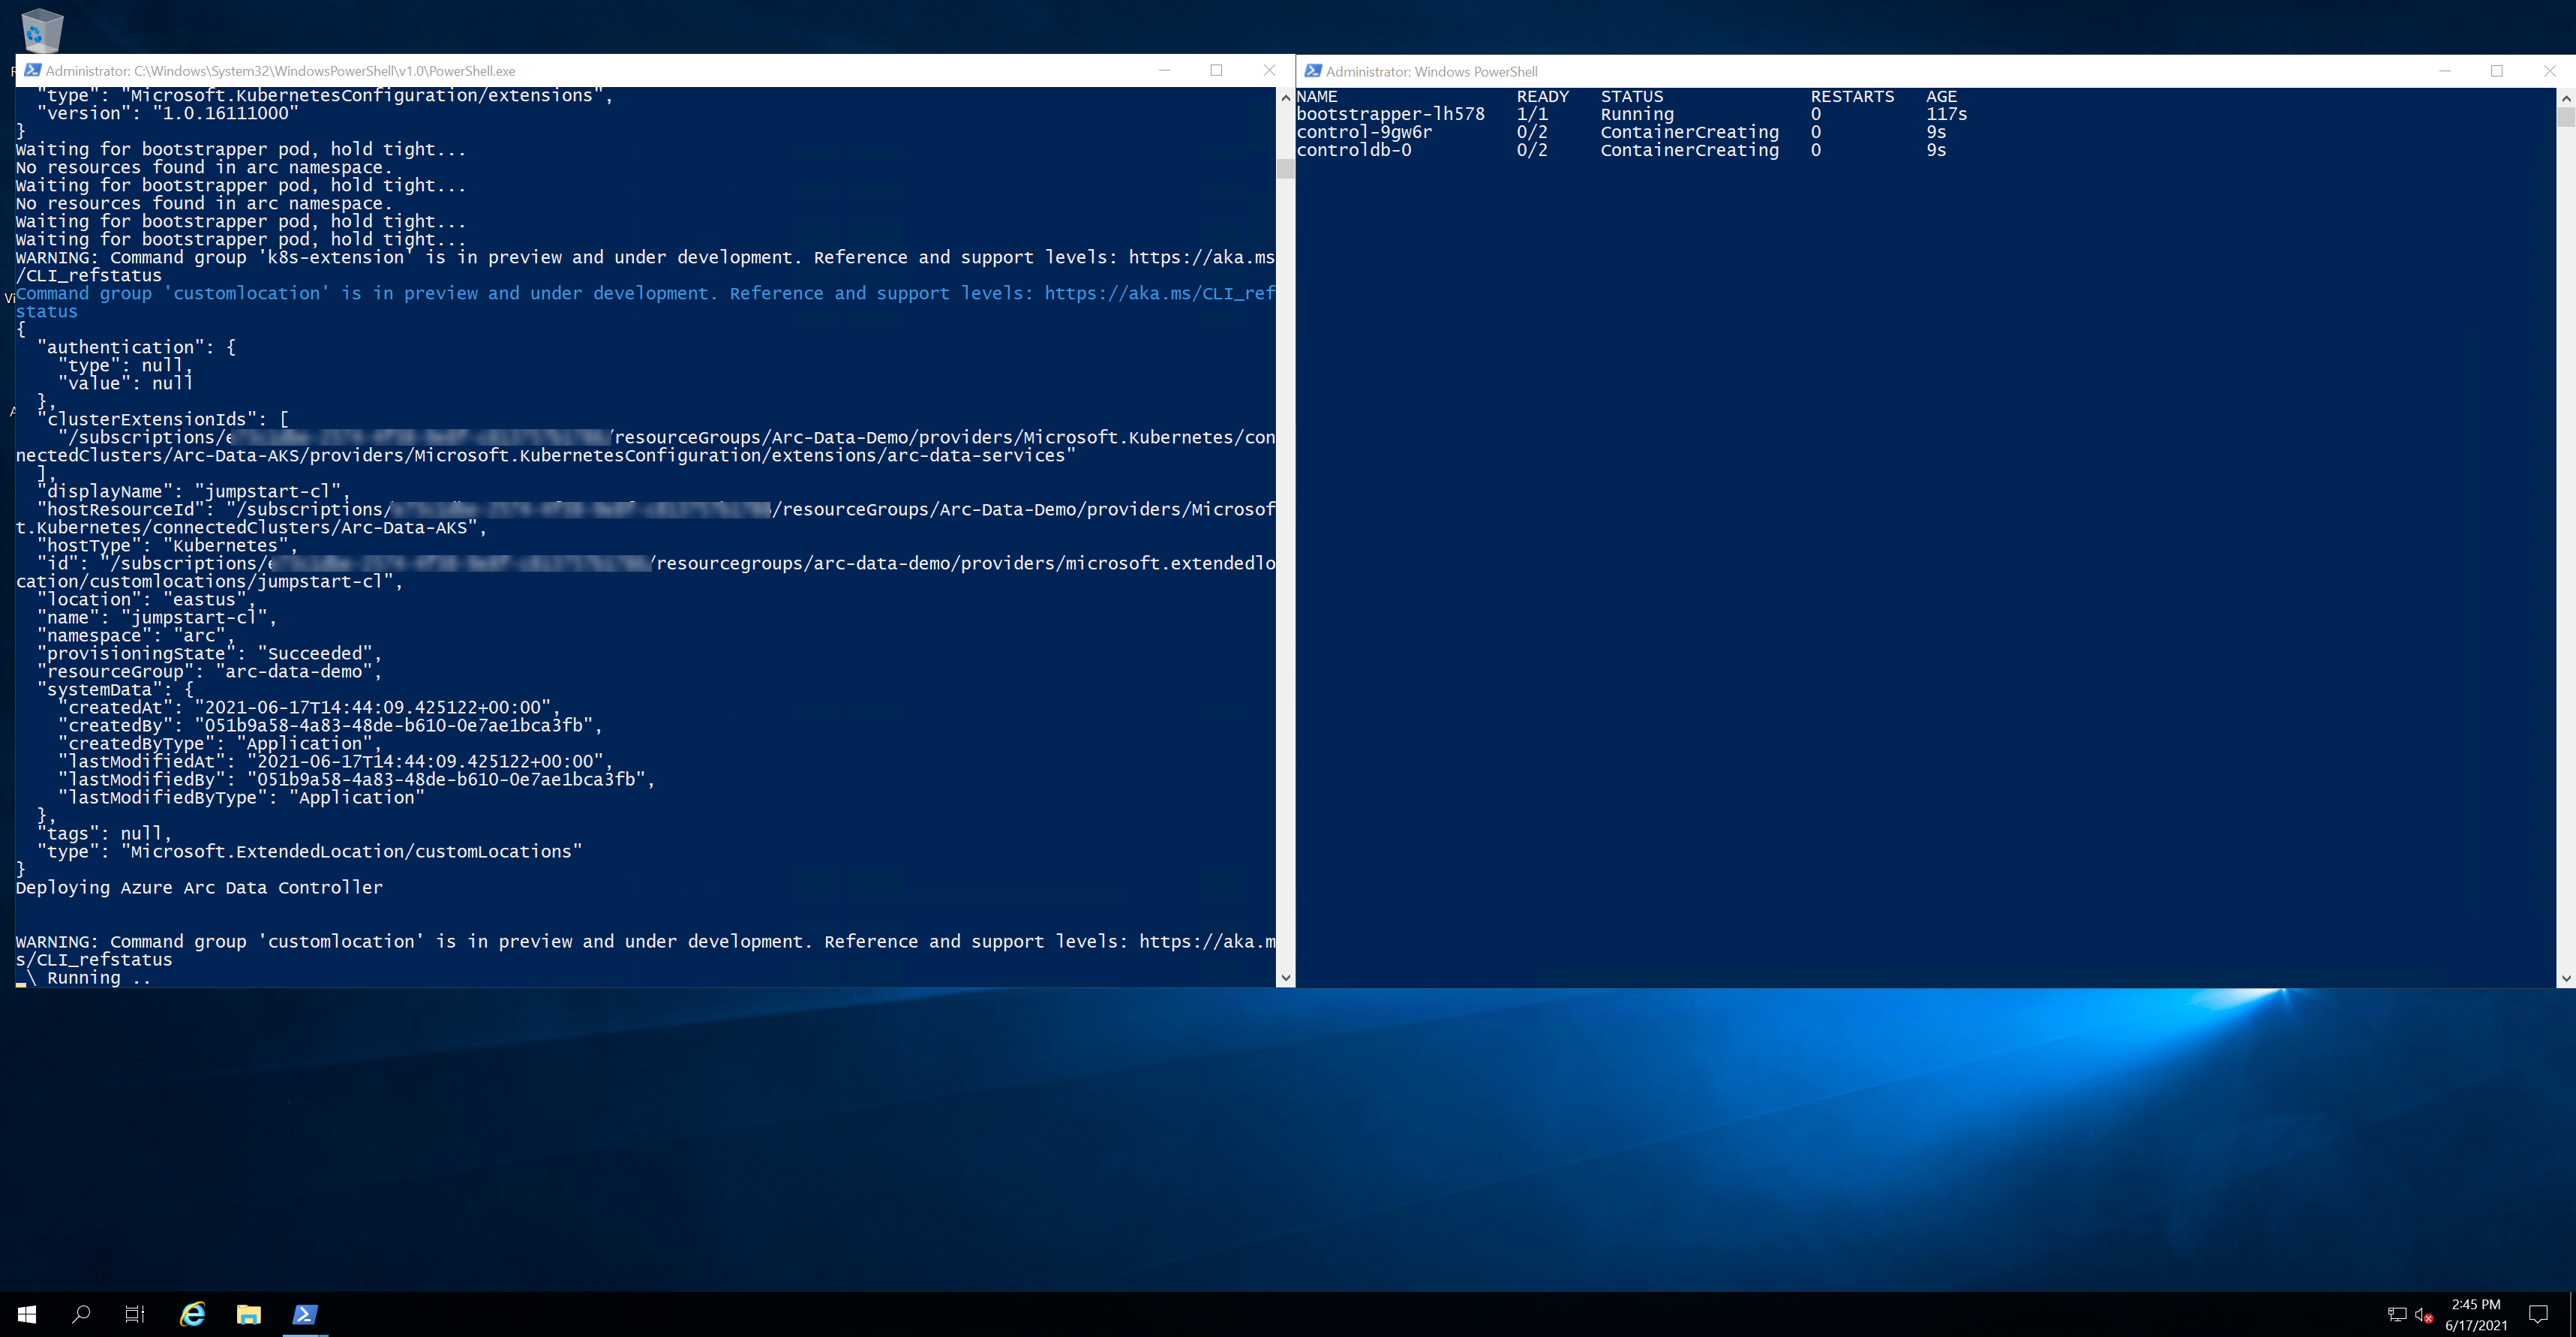 Administrator: C:\Windows\System32\WindowsPowerShell\v1.0\PowerShell.exe
"type": "Microsoft.KubernetesConfiguration/extensions",
"version": "1.0.16111000"
}
Waiting for bootstrapper pod, hold tight...
No resources found in arc namespace.
Waiting for bootstrapper pod, hold tight...
No resources found in arc namespace.
Waiting for bootstrapper pod, hold tight...
Waiting for bootstrapper pod, hold tight...
WARNING: Command group 'k8s-extension' is in preview and under development. Reference and support levels: https://aka.ms
/CLI_refstatus
Command group 'customlocation' is in preview and under development. Reference and support levels: https://aka.ms/CLI_ref
status
{
"authentication": {
"type": null,
"value": null
},
"clusterExtensionIds": [
"/subscriptions/ /resourceGroups/Arc-Data-Demo/providers/Microsoft.Kubernetes/con
nectedClusters/Arc-Data-AKS/providers/Microsoft.KubernetesConfiguration/extensions/arc-data-services"
],
"displayName": "jumpstart-cl",
"hostResourceId": "/subscriptions/ /resourceGroups/Arc-Data-Demo/providers/Microsof
t.Kubernetes/connectedClusters/Arc-Data-AKS",
"hostType": "Kubernetes",
"id": "/subscriptions/ /resourcegroups/arc-data-demo/providers/microsoft.extendedlo
cation/customlocations/jumpstart-cl",
"location": "eastus",
"name": "jumpstart-cl",
"namespace": "arc",
"provisioningState": "Succeeded",
"resourceGroup": "arc-data-demo",
"systemData": {
"createdAt": "2021-06-17T14:44:09.425122+00:00",
"createdBy": "051b9a58-4a83-48de-b610-0e7ae1bca3fb",
"createdByType": "Application",
"lastModifiedAt": "2021-06-17T14:44:09.425122+00:00",
"lastModifiedBy": "051b9a58-4a83-48de-b610-0e7ae1bca3fb",
"lastModifiedByType": "Application"
},
"tags": null,
"type": "Microsoft.ExtendedLocation/customLocations"
}
Deploying Azure Arc Data Controller
WARNING: Command group 'customlocation' is in preview and under development. Reference and support levels: https://aka.m
s/CLI_refstatus
\ Running ..
Administrator: Windows PowerShell
NAME READY STATUS RESTARTS AGE
bootstrapper-lh578 1/1 Running 0 117s
control-9gw6r 0/2 ContainerCreating 0 9s
controldb-0 0/2 ContainerCreating 0 9s
2:45 PM
6/17/2021